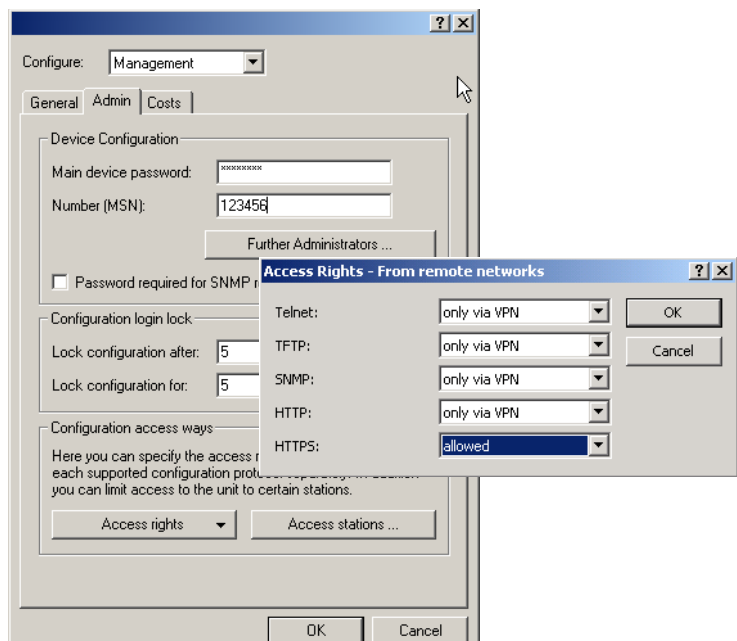 Configure: Management
General Admin Costs
Device Configuration
Main device password: ********
Number (MSN): 123456
Further Administrators ...
Password required for SNMP r
Configuration login lock
Lock configuration after: 5
Lock configuration for: 5
Configuration access ways
Here you can specify the access r
each supported configuration protocol separately. In addition
you can limit access to the unit to certain stations.
Access rights Access stations ...
OK Cancel
Access Rights - From remote networks
Telnet: only via VPN OK
TFTP: only via VPN Cancel
SNMP: only via VPN
HTTP: only via VPN
HTTPS: allowed